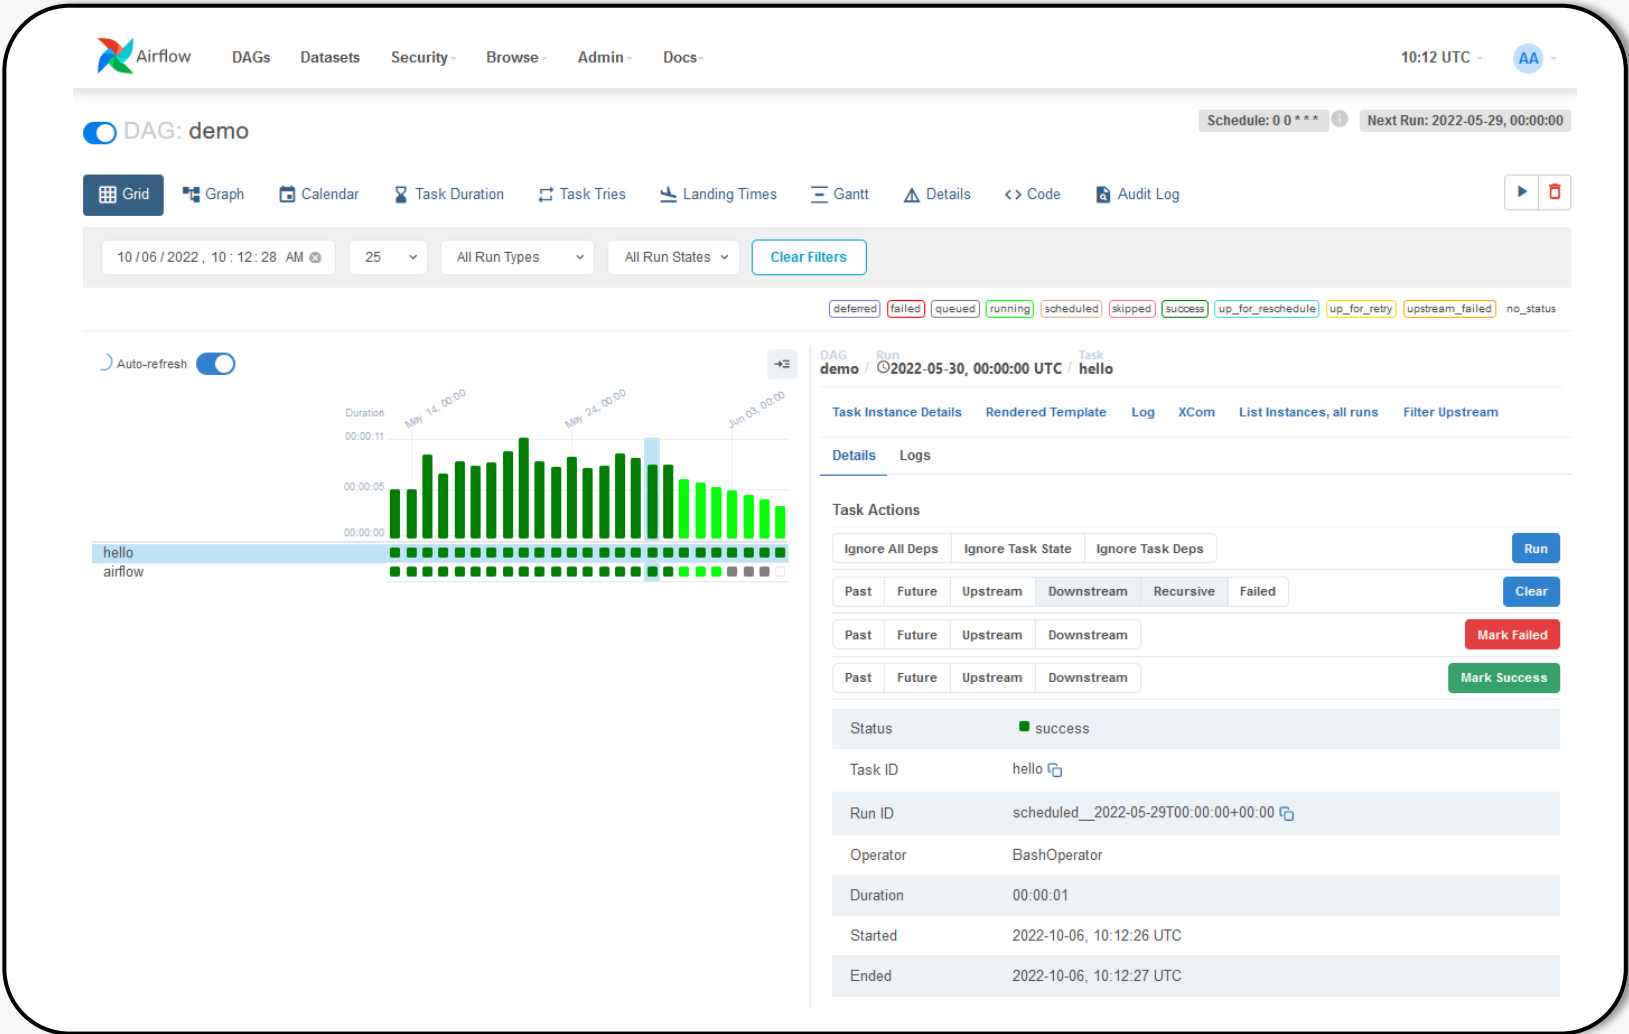 Airflow DAGs Datasets Security Browse Admin Docs 10:12 UTC AA
DAG: demo
Schedule: 0 0 * * * Next Run: 2022-05-29, 00:00:00
Grid Graph Calendar Task Duration Task Tries Landing Times Gantt Details Code Audit Log
10/06/2022, 10:12:28 AM 25 All Run Types All Run States Clear Filters
deferred failed queued running scheduled skipped success up_for_reschedule up_for_retry upstream_failed no_status
Auto-refresh
Duration
May 14, 00:00
May 24, 00:00
Jun 03, 00:00
00:00:11
00:00:05
00:00:00
hello
airflow
DAG Run Task
demo / 2022-05-30, 00:00:00 UTC / hello
Task Instance Details Rendered Template Log XCom List Instances, all runs Filter Upstream
Details Logs
Task Actions
Ignore All Deps Ignore Task State Ignore Task Deps Run
Past Future Upstream Downstream Recursive Failed Clear
Past Future Upstream Downstream Mark Failed
Past Future Upstream Downstream Mark Success
Status success
Task ID hello
Run ID scheduled__2022-05-29T00:00:00+00:00
Operator BashOperator
Duration 00:00:01
Started 2022-10-06, 10:12:26 UTC
Ended 2022-10-06, 10:12:27 UTC